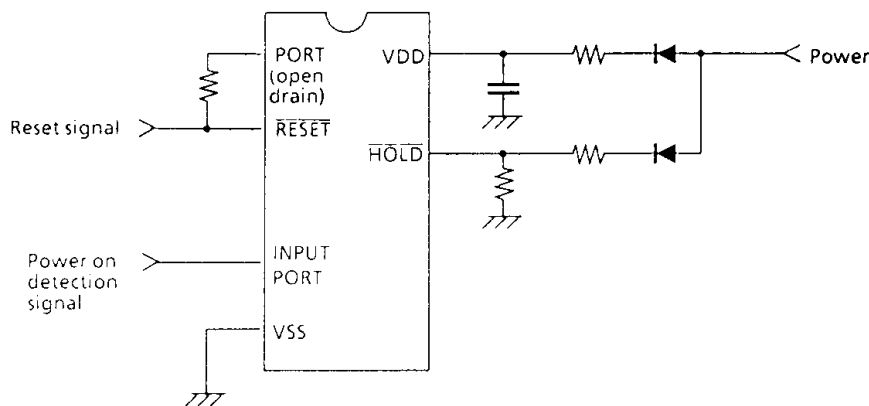 PORT
(open
drain)
VDD
Power
Reset signal
RESET
HOLD
Power on
detection
signal
INPUT
PORT
VSS